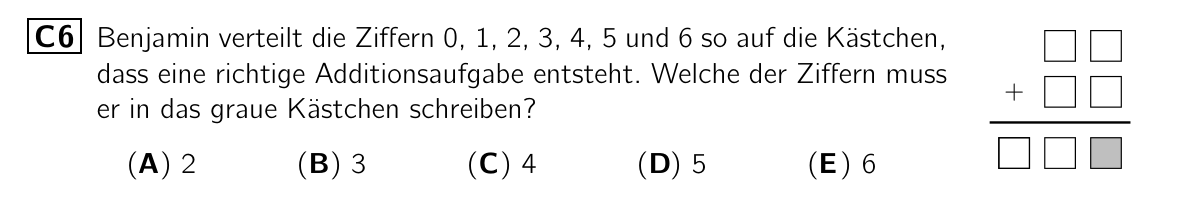 C6 Benjamin verteilt die Ziffern 0, 1, 2, 3, 4, 5 und 6 so auf die Kästchen,
dass eine richtige Additionsaufgabe entsteht. Welche der Ziffern muss
er in das graue Kästchen schreiben?
(A) 2 (B) 3 (C) 4 (D) 5 (E) 6
+